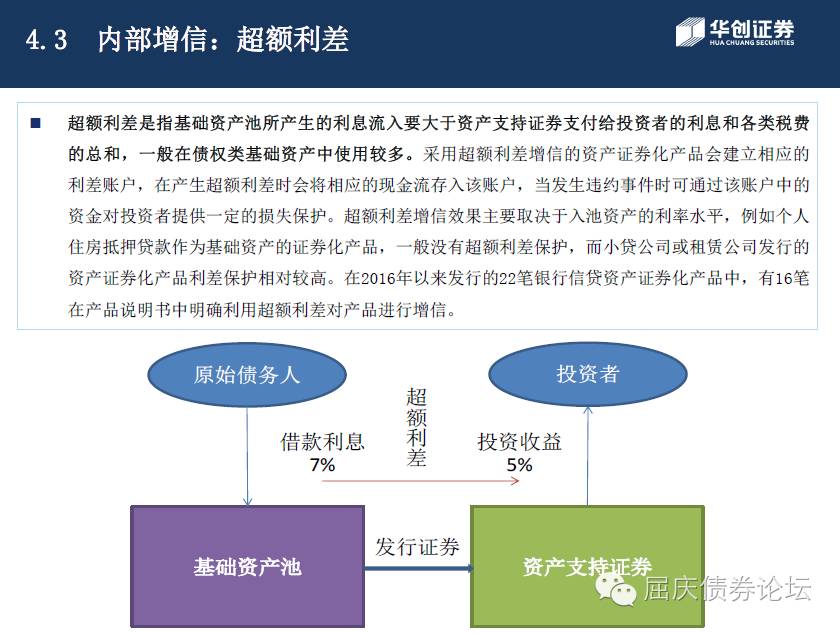 4.3 内部增信：超额利差
华创证券
HUA CHUANG SECURITIES
超额利差是指基础资产池所产生的利息流入要大于资产支持证券支付给投资者的利息和各类税费
的总和，一般在债权类基础资产中使用较多。采用超额利差增信的资产证券化产品会建立相应的
利差账户，在产生超额利差时会将相应的现金流存入该账户，当发生违约事件时可通过该账户中的
资金对投资者提供一定的损失保护。超额利差增信效果主要取决于入池资产的利率水平，例如个人
住房抵押贷款作为基础资产的证券化产品，一般没有超额利差保护，而小贷公司或租赁公司发行的
资产证券化产品利差保护相对较高。在2016年以来发行的22笔银行信贷资产证券化产品中，有16笔
在产品说明书中明确利用超额利差对产品进行增信。
原始债务人
投资者
超额利差
借款利息
7%
投资收益
5%
发行证券
基础资产池
资产支持证券
屈庆债券论坛